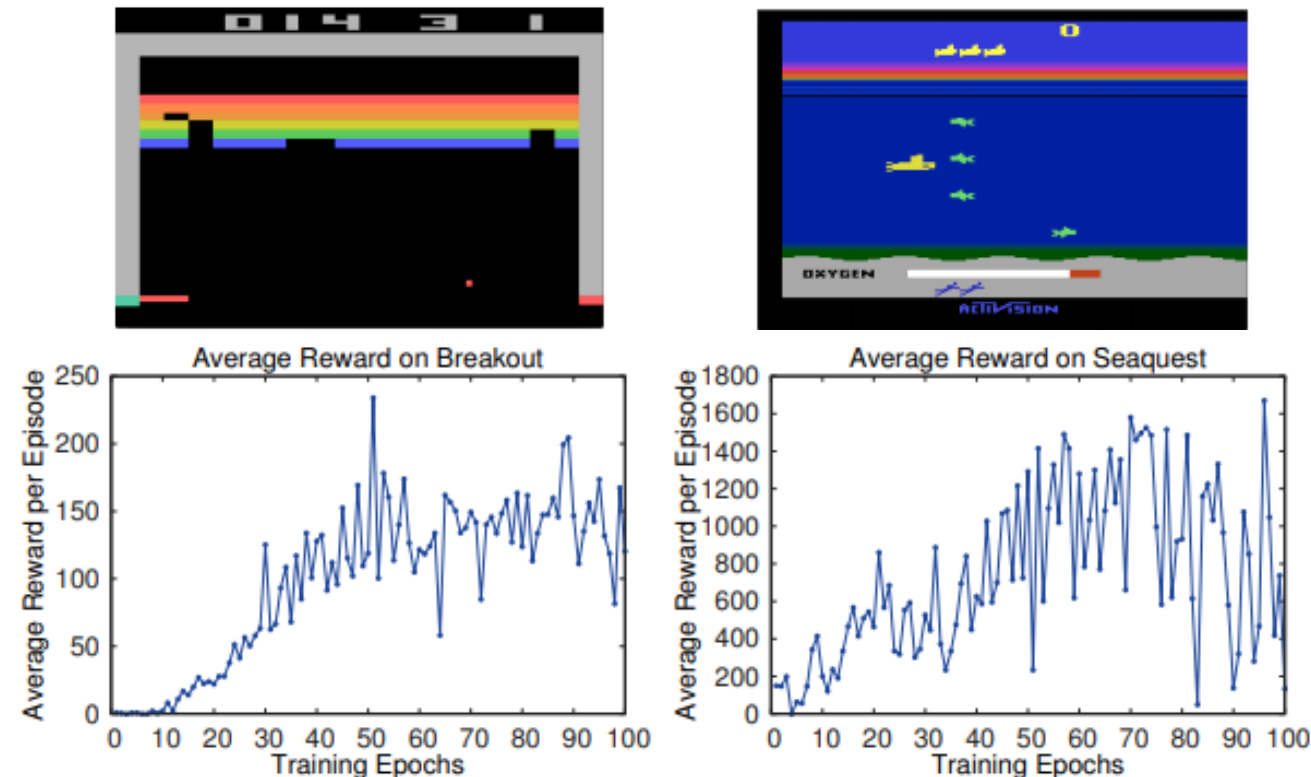 014 3 1
0
OXYGEN
ACTIVISION
Average Reward on Breakout
Average Reward per Episode
250
200
150
100
50
0
0 10 20 30 40 50 60 70 80 90 100
Training Epochs
Average Reward on Seaquest
Average Reward per Episode
1800
1600
1400
1200
1000
800
600
400
200
0
0 10 20 30 40 50 60 70 80 90 100
Training Epochs